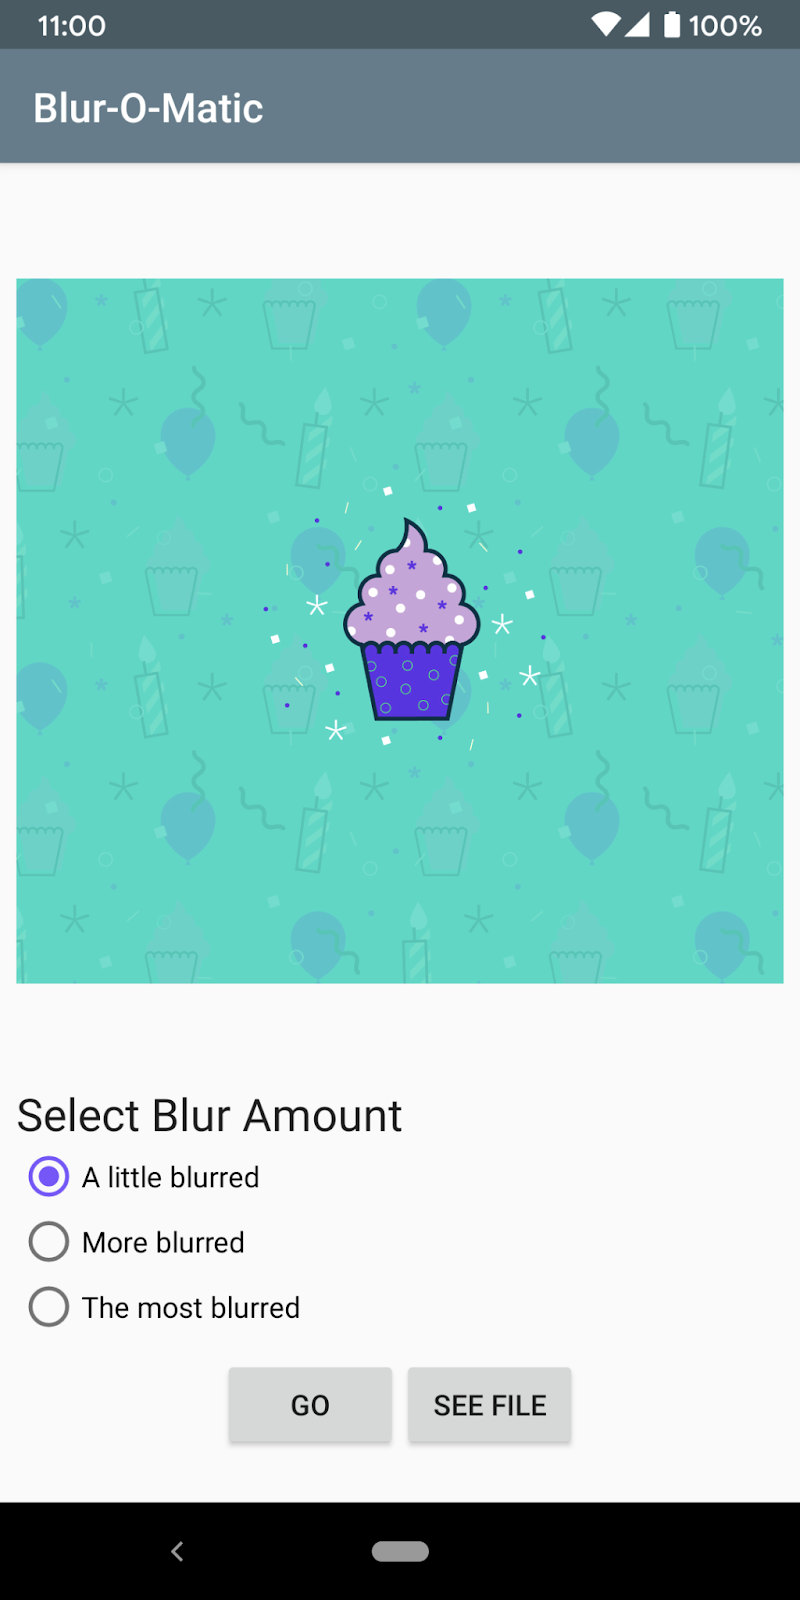 11:00 100%
Blur-O-Matic
Select Blur Amount
A little blurred
More blurred
The most blurred
GO SEE FILE